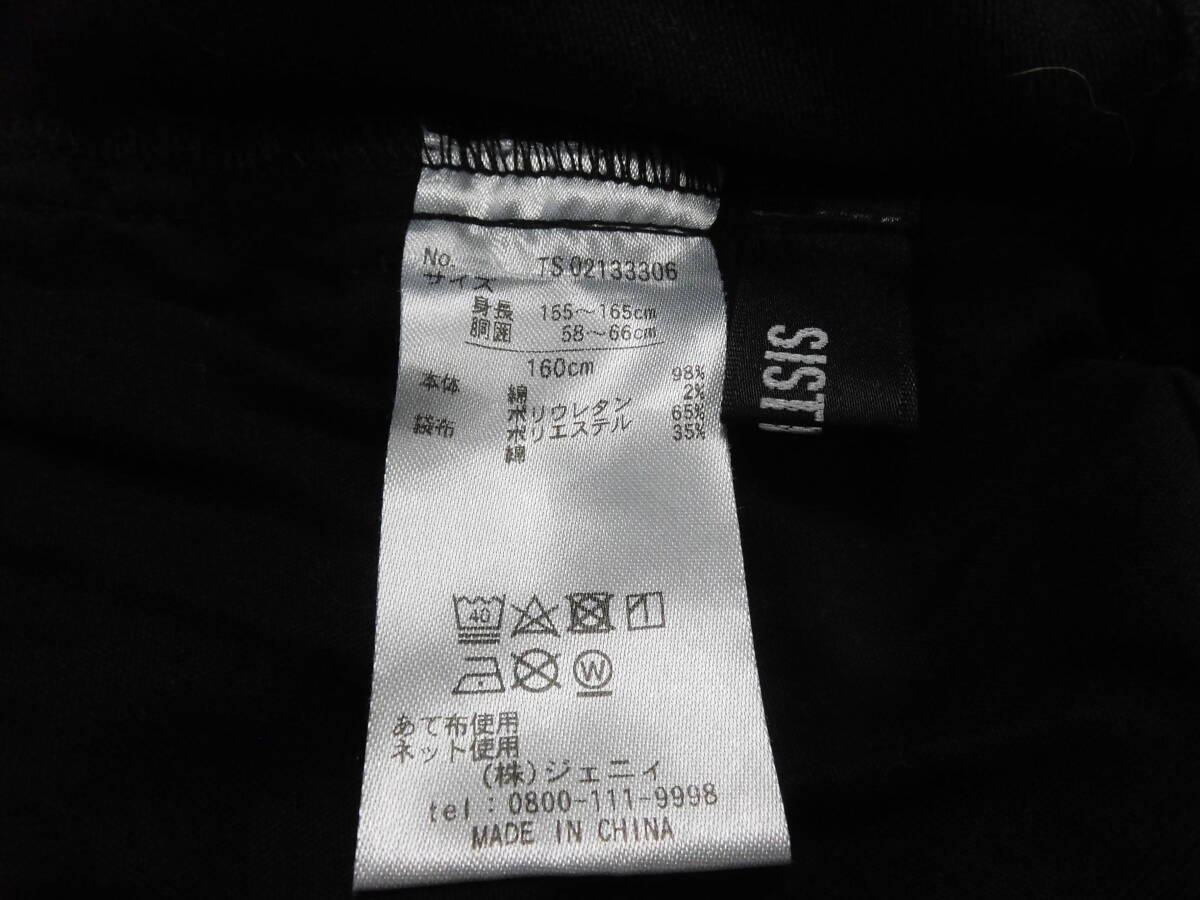 No. TS 02133306
サイズ
身長 155～165cm
胴囲 58～66cm
160cm
本体 綿 98%
ポリウレタン 2%
袋布 ポリエステル 65%
綿 35%
40
W
あて布使用
ネット使用
(株)ジェニィ
tel：0800-111-9998
MADE IN CHINA
SIST